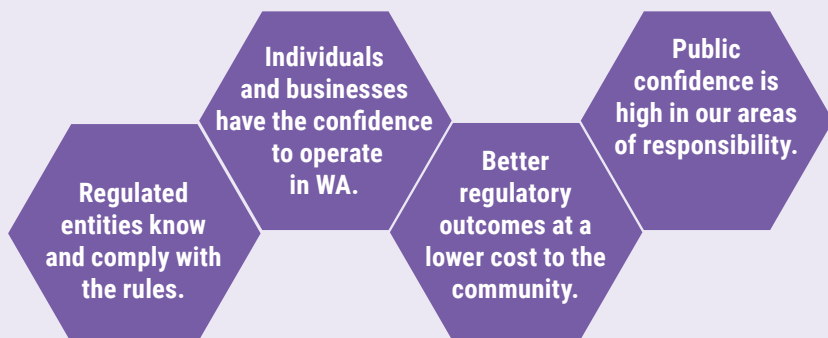 Regulated
entities know
and comply with
the rules.
Individuals
and businesses
have the confidence
to operate
in WA.
Better
regulatory
outcomes at a
lower cost to the
community.
Public
confidence is
high in our areas
of responsibility.